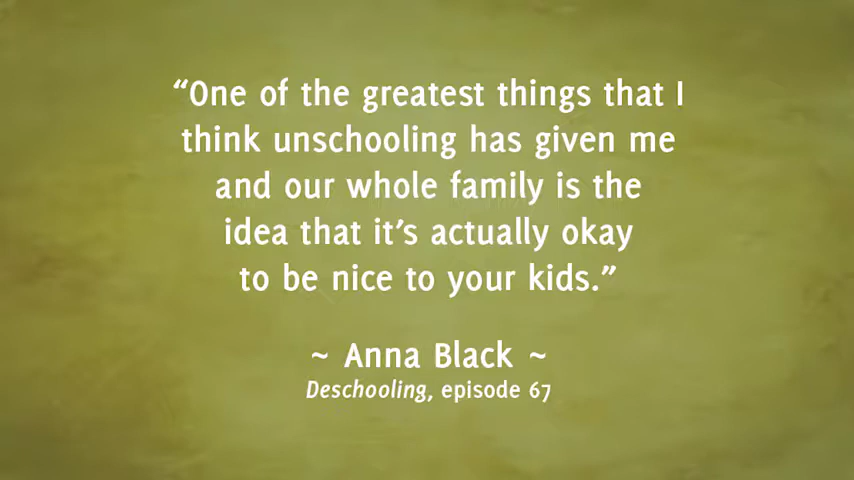 “One of the greatest things that I
think unschooling has given me
and our whole family is the
idea that it’s actually okay
to be nice to your kids.”
~ Anna Black ~
Deschooling, episode 67